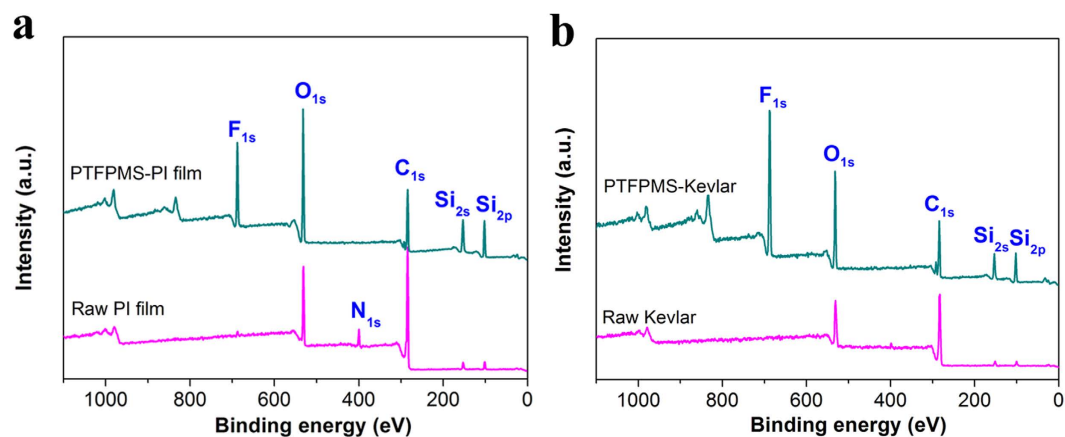 a
O1s
F1s
C1s
PTFPMS-PI film
Si2s Si2p
Raw PI film
N1s
Intensity (a.u.)
1000 800 600 400 200 0
Binding energy (eV)
b
F1s
O1s
PTFPMS-Kevlar
C1s
Si2s Si2p
Raw Kevlar
Intensity (a.u.)
1000 800 600 400 200 0
Binding energy (eV)